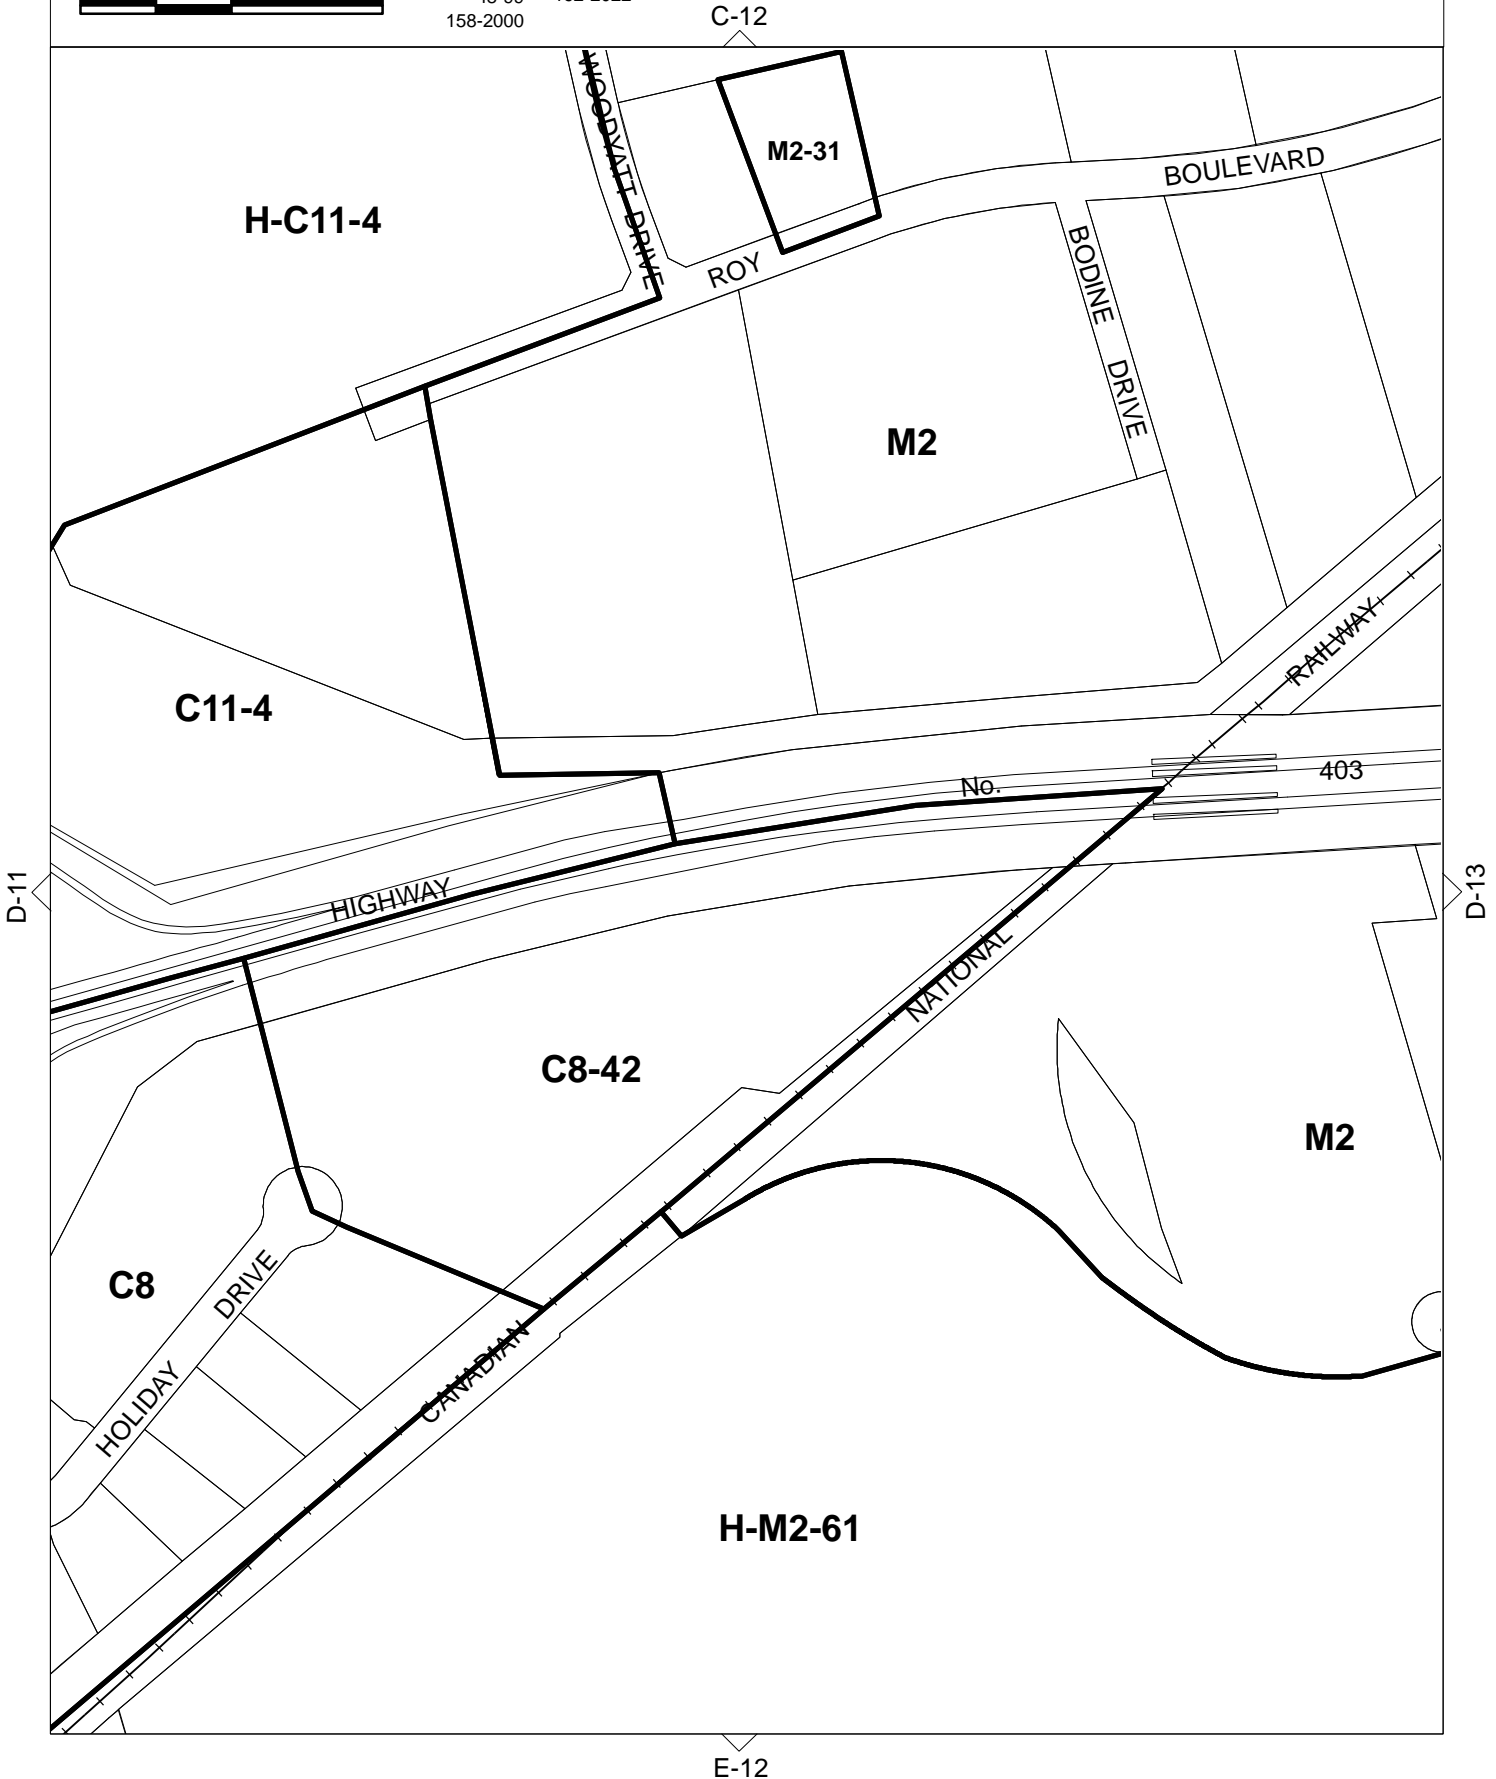 158-2000
C-12
WOODYATT DRIVE
M2-31
BOULEVARD
H-C11-4
ROY
BODINE DRIVE
M2
RAILWAY
C11-4
403
No.
D-11
HIGHWAY
D-13
NATIONAL
C8-42
M2
C8
HOLIDAY DRIVE
CANADIAN
H-M2-61
E-12